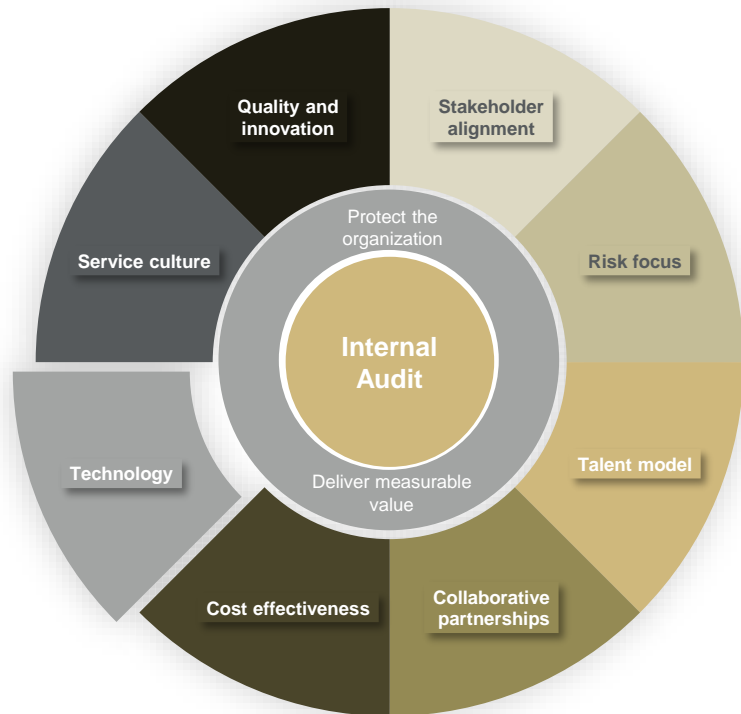 Quality and
innovation
Stakeholder
alignment
Protect the
organization
Service culture
Risk focus
Internal
Audit
Technology
Talent model
Deliver measurable
value
Cost effectiveness
Collaborative
partnerships